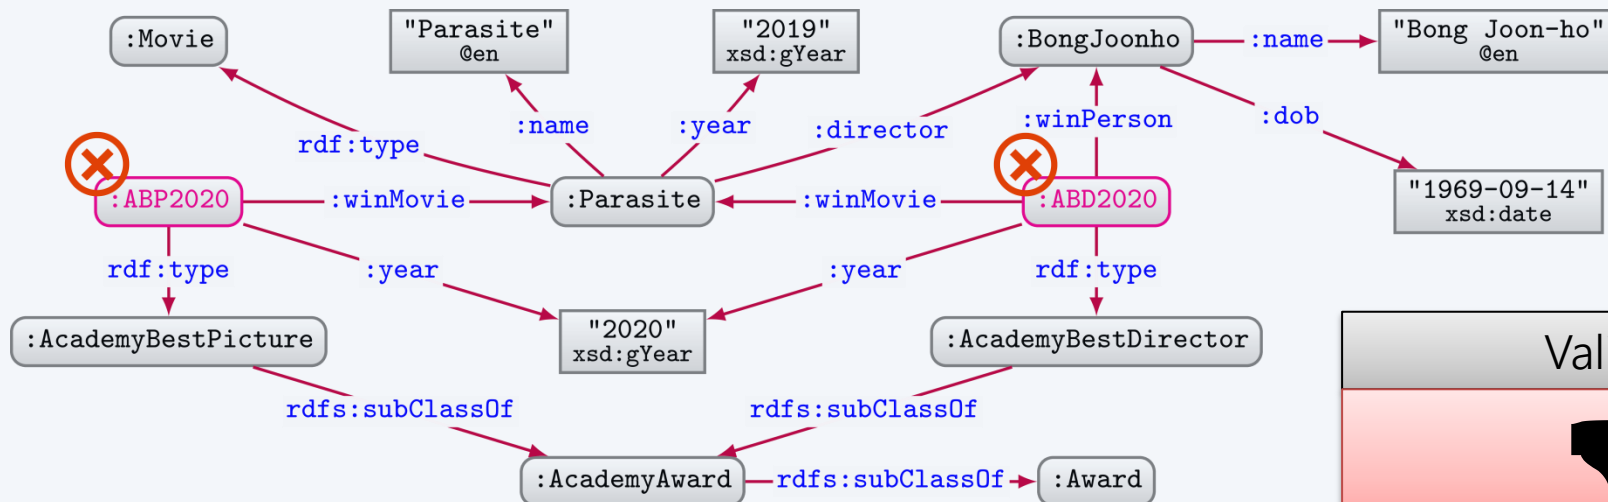 :Movie
"Parasite"
@en
"2019"
xsd:gYear
:BongJoonho
:name
"Bong Joon-ho"
@en
rdf:type
:name
:year
:director
:winPerson
:dob
:ABP2020
:winMovie
:Parasite
:winMovie
:ABD2020
"1969-09-14"
xsd:date
rdf:type
:year
:year
rdf:type
:AcademyBestPicture
"2020"
xsd:gYear
:AcademyBestDirector
Val
rdfs:subClassOf
rdfs:subClassOf
:AcademyAward
rdfs:subClassOf
:Award